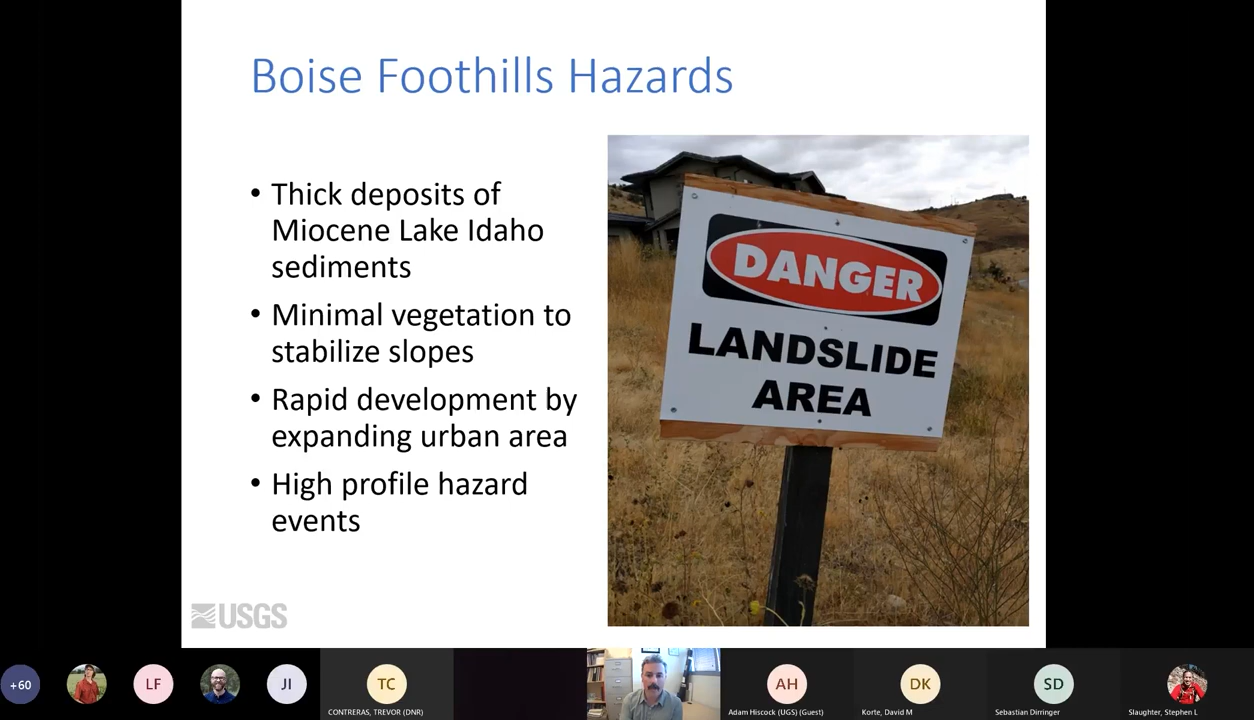 Boise Foothills Hazards
• Thick deposits of
Miocene Lake Idaho
sediments
• Minimal vegetation to
stabilize slopes
• Rapid development by
expanding urban area
• High profile hazard
events
DANGER
LANDSLIDE
AREA
USGS
+60
LF
JI
TC
CONTRERAS, TREVOR (DNR)
AH
Adam Hiscock (UGS) (Guest)
DK
Korte, David M
SD
Sebastian Dirringer
Slaughter, Stephen L